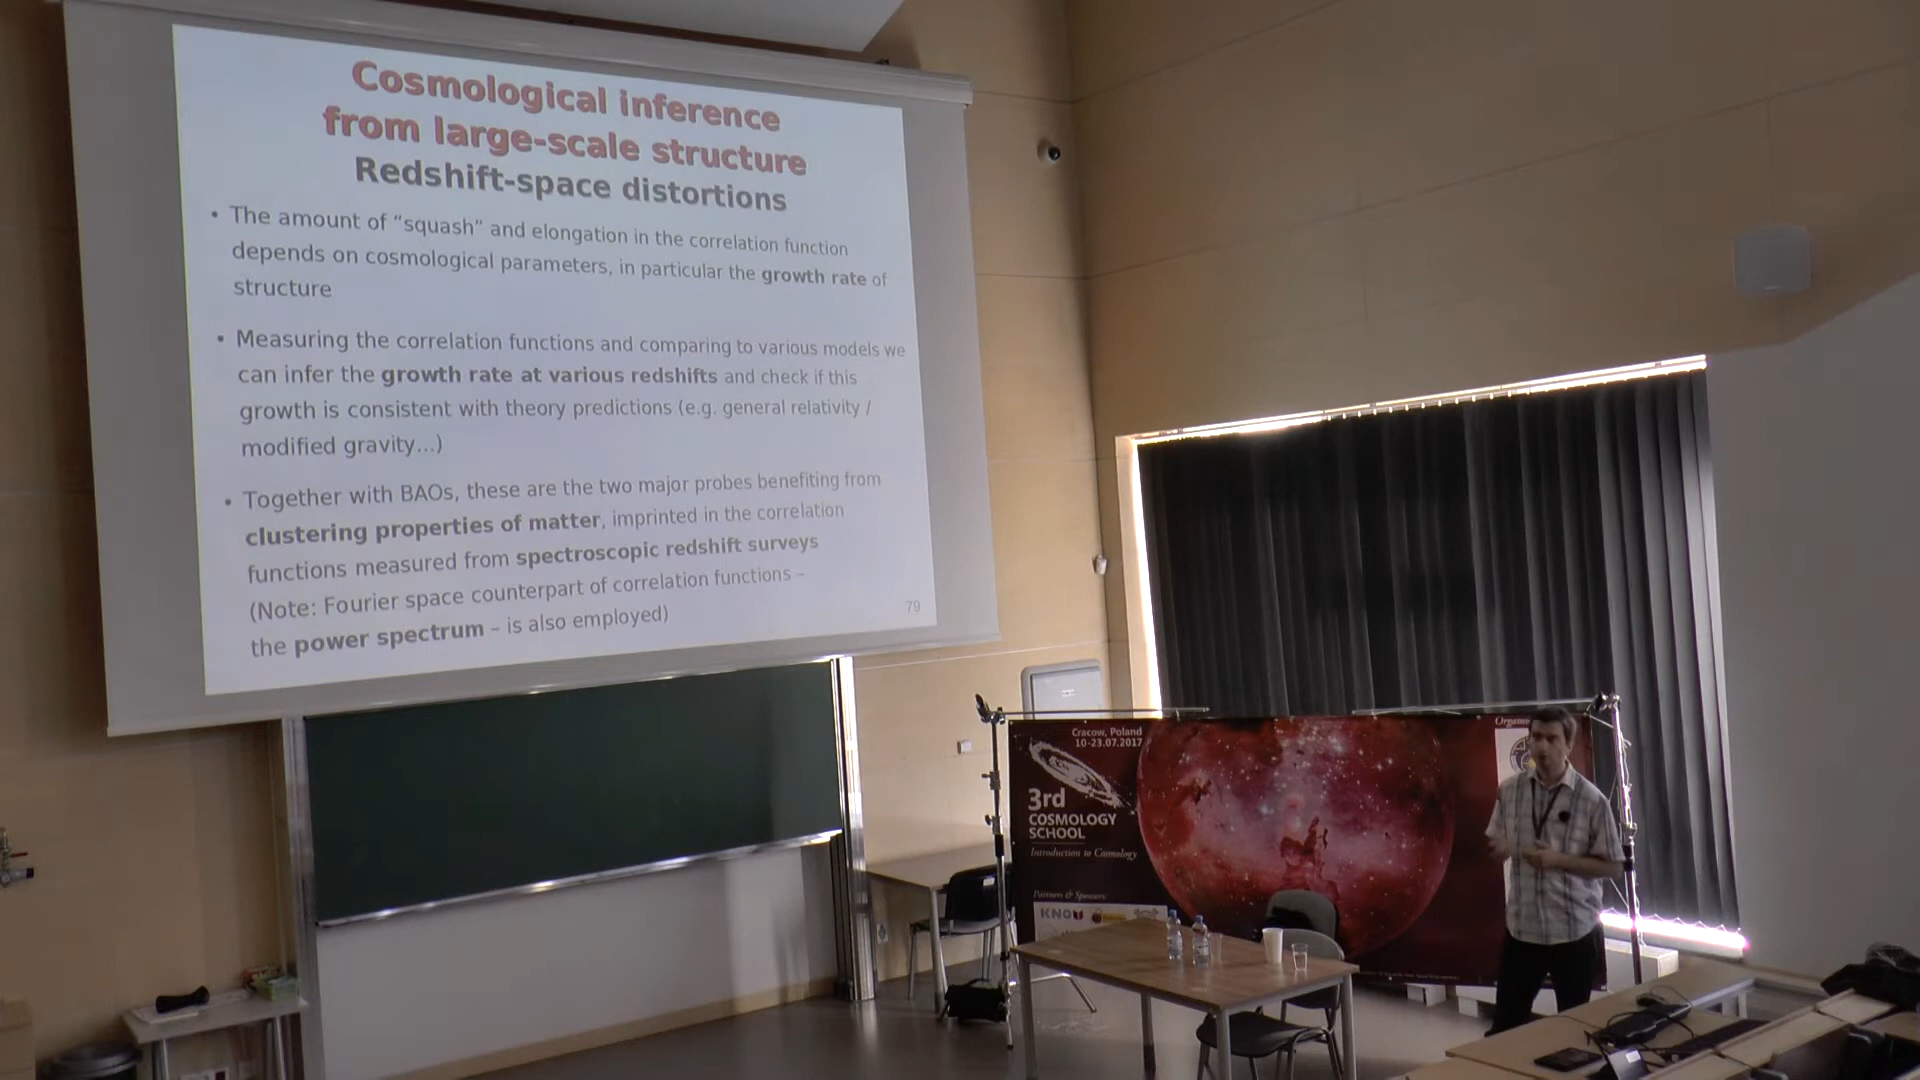 Cosmological inference
from large-scale structure
Redshift-space distortions
• The amount of “squash” and elongation in the correlation function
depends on cosmological parameters, in particular the growth rate of
structure
• Measuring the correlation functions and comparing to various models we
can infer the growth rate at various redshifts and check if this
growth is consistent with theory predictions (e.g. general relativity /
modified gravity…)
• Together with BAOs, these are the two major probes benefiting from
clustering properties of matter, imprinted in the correlation
functions measured from spectroscopic redshift surveys
(Note: Fourier space counterpart of correlation functions –
the power spectrum – is also employed)
79
Cracow, Poland
10-23.07.2017
3rd
COSMOLOGY
SCHOOL
Introduction to Cosmology
Partners & Sponsors